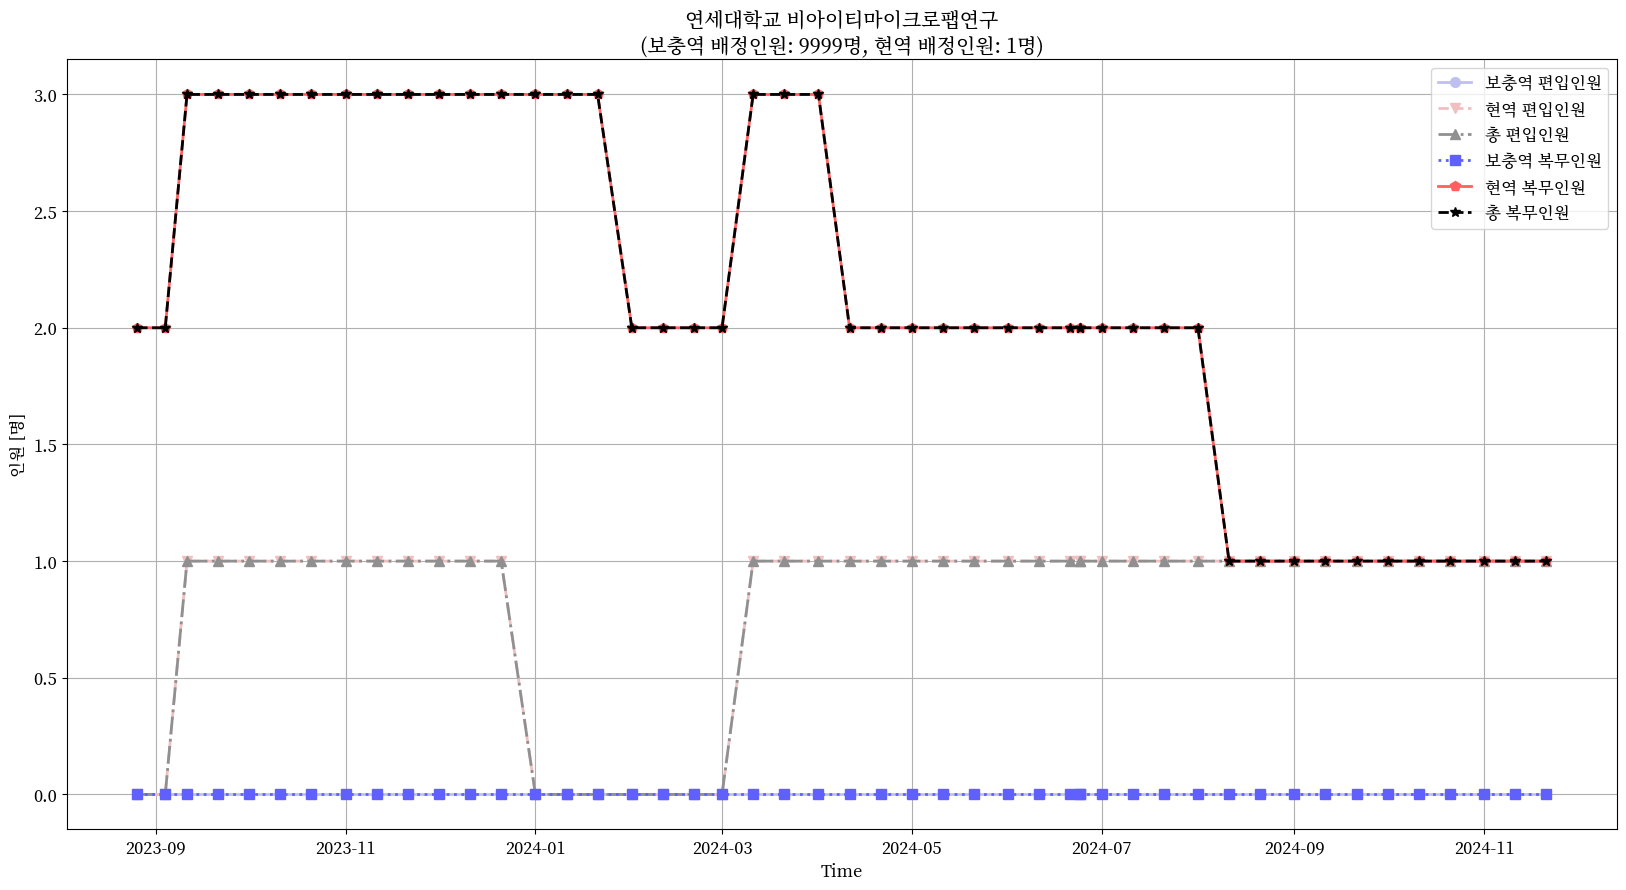 연세대학교 비아이티마이크로팹연구
(보충역 배정인원: 9999명, 현역 배정인원: 1명)
보충역 편입인원
현역 편입인원
총 편입인원
보충역 복무인원
현역 복무인원
총 복무인원
인원 [명]
3.0
2.5
2.0
1.5
1.0
0.5
0.0
2023-09
2023-11
2024-01
2024-03
2024-05
2024-07
2024-09
2024-11
Time